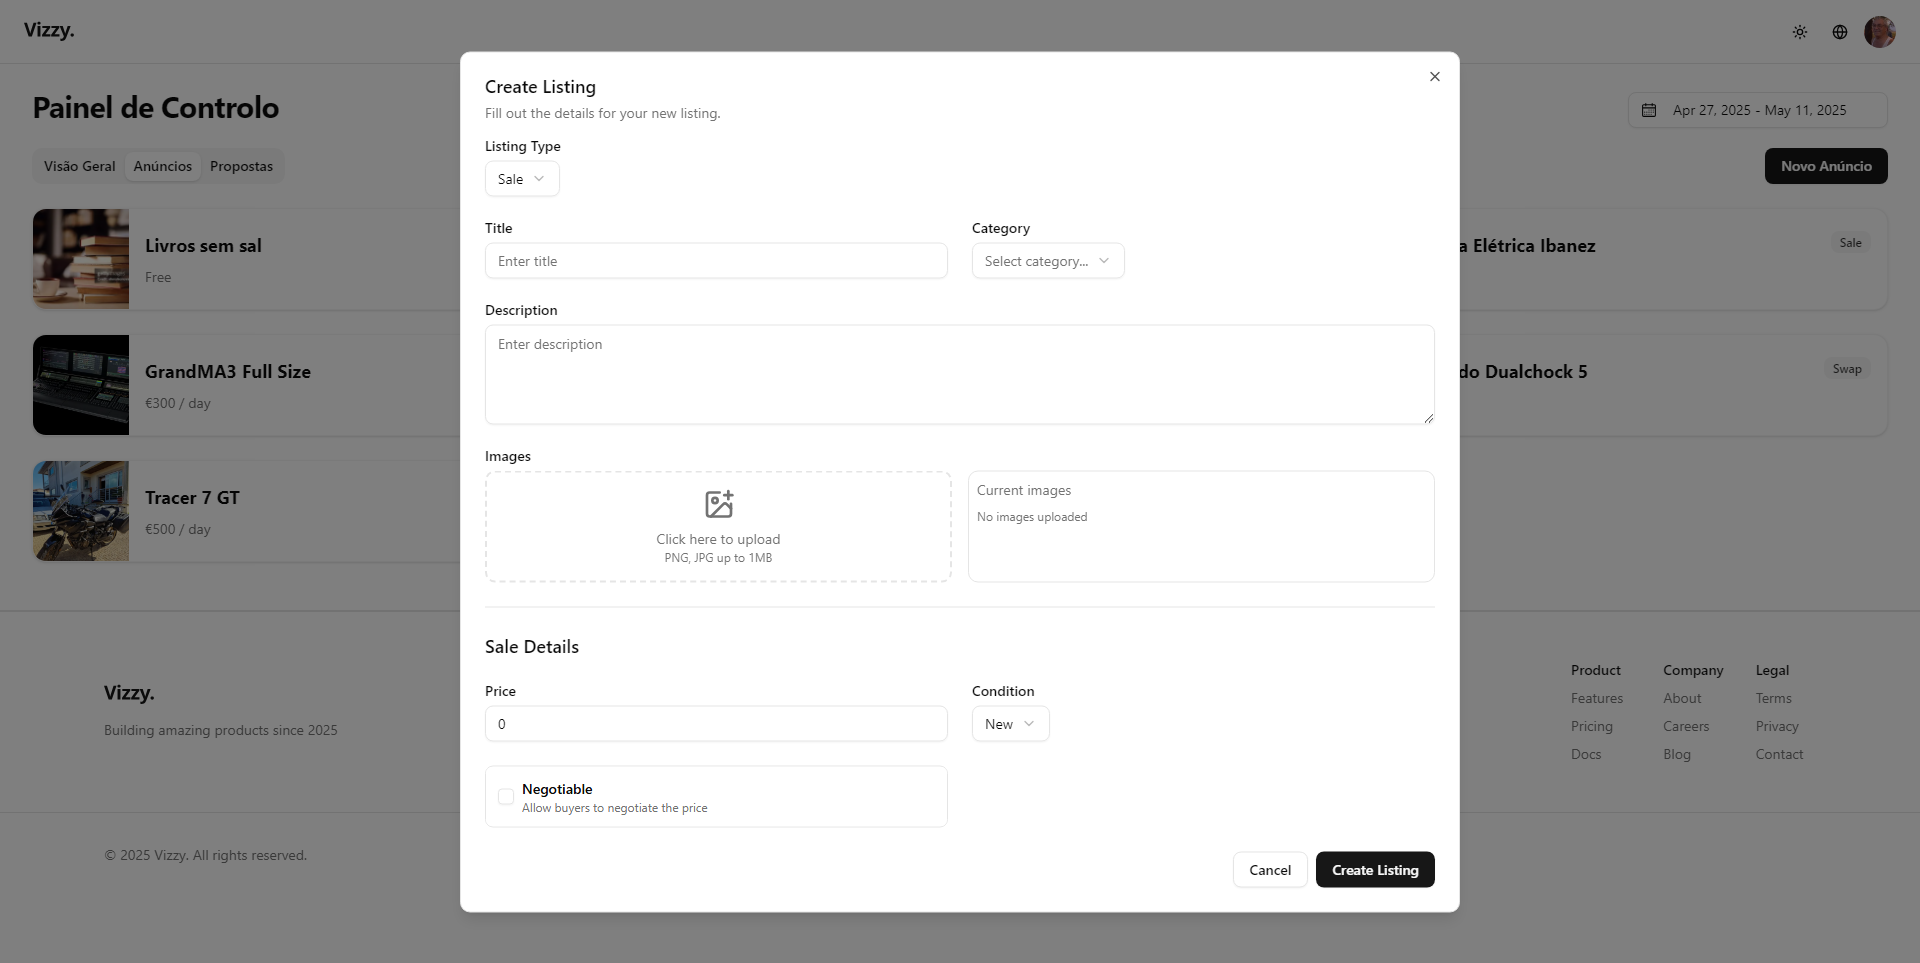 Vizzy.
Painel de Controlo
Apr 27, 2025 - May 11, 2025
Visão Geral
Anúncios
Propostas
Novo Anúncio
Livros sem sal
Free
GrandMA3 Full Size
€300 / day
Tracer 7 GT
€500 / day
a Elétrica Ibanez
Sale
do Dualchock 5
Swap
Create Listing
Fill out the details for your new listing.
Listing Type
Sale
Title
Category
Enter title
Select category...
Description
Enter description
Images
Click here to upload
PNG, JPG up to 1MB
Current images
No images uploaded
Sale Details
Price
Condition
0
New
Negotiable
Allow buyers to negotiate the price
Cancel
Create Listing
Vizzy.
Building amazing products since 2025
Product
Features
Pricing
Docs
Company
About
Careers
Blog
Legal
Terms
Privacy
Contact
© 2025 Vizzy. All rights reserved.